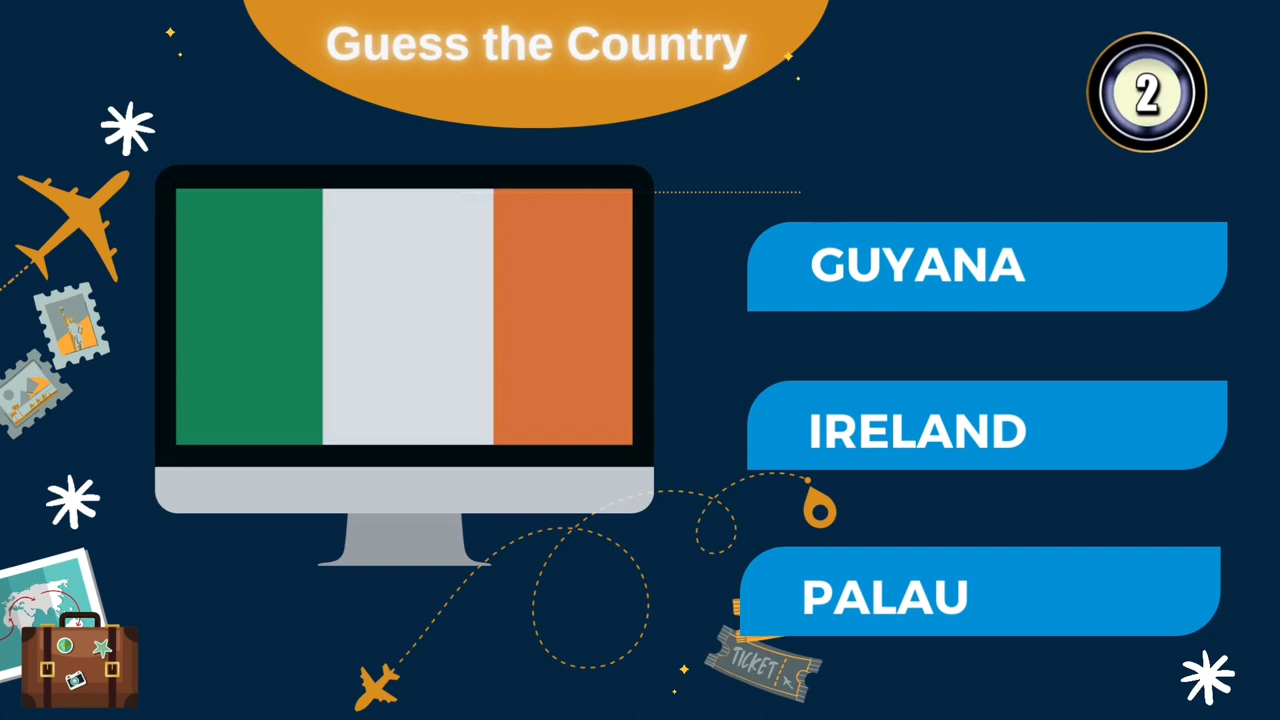 Guess the Country
2
GUYANA
IRELAND
PALAU
TICKET